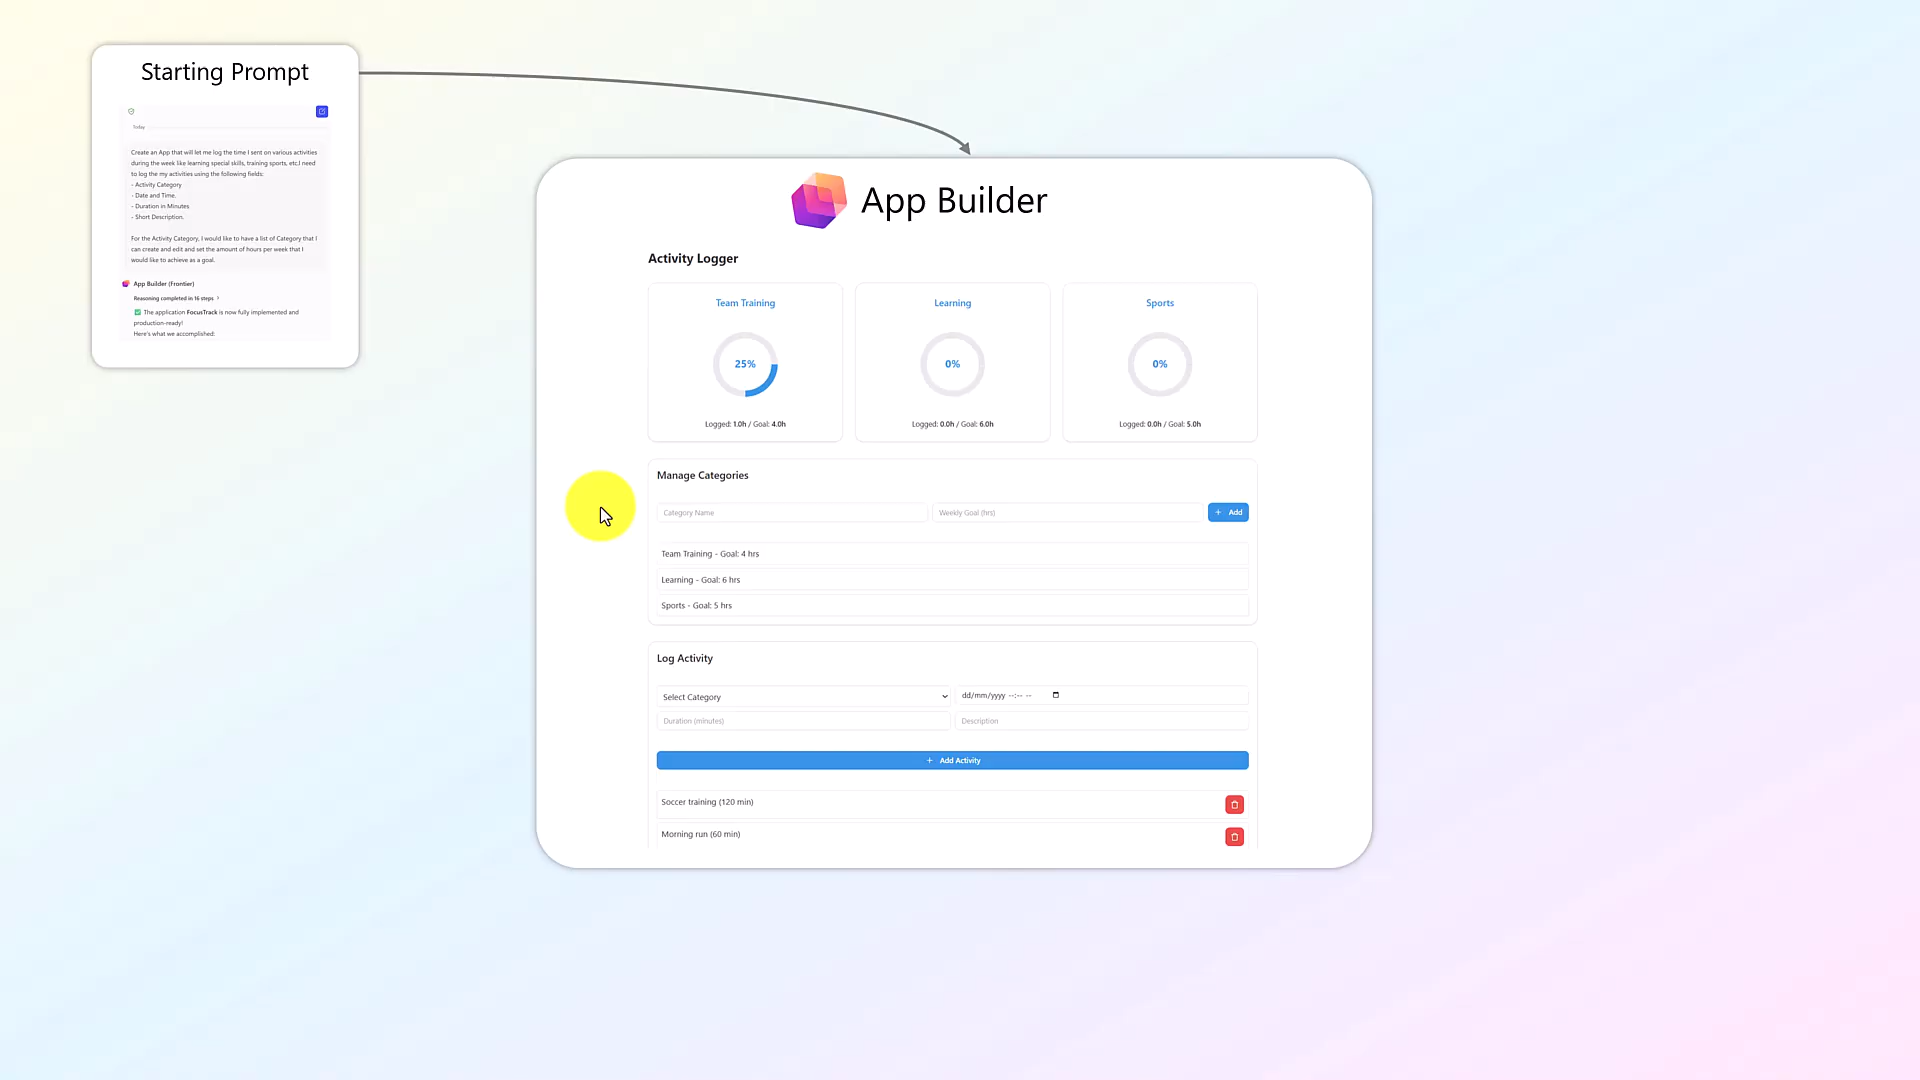 Starting Prompt
Today
Create an App that will let me log the time I sent on various activities
during the week like learning special skills, training sports, etc.I need
to log the my activities using the following fields:
- Activity Category
- Date and Time.
- Duration in Minutes
- Short Description.
For the Activity Category, I would like to have a list of Category that I
can create and edit and set the amount of hours per week that I
would like to achieve as a goal.
App Builder (Frontier)
Reasoning completed in 16 steps
✅ The application FocusTrack is now fully implemented and
production-ready!
Here's what we accomplished:
App Builder
Activity Logger
Team Training
25%
Logged: 1.0h / Goal: 4.0h
Learning
0%
Logged: 0.0h / Goal: 6.0h
Sports
0%
Logged: 0.0h / Goal: 5.0h
Manage Categories
Category Name
Weekly Goal (hrs)
+ Add
Team Training - Goal: 4 hrs
Learning - Goal: 6 hrs
Sports - Goal: 5 hrs
Log Activity
Select Category
dd/mm/yyyy --:-- --
Duration (minutes)
Description
+ Add Activity
Soccer training (120 min)
Morning run (60 min)